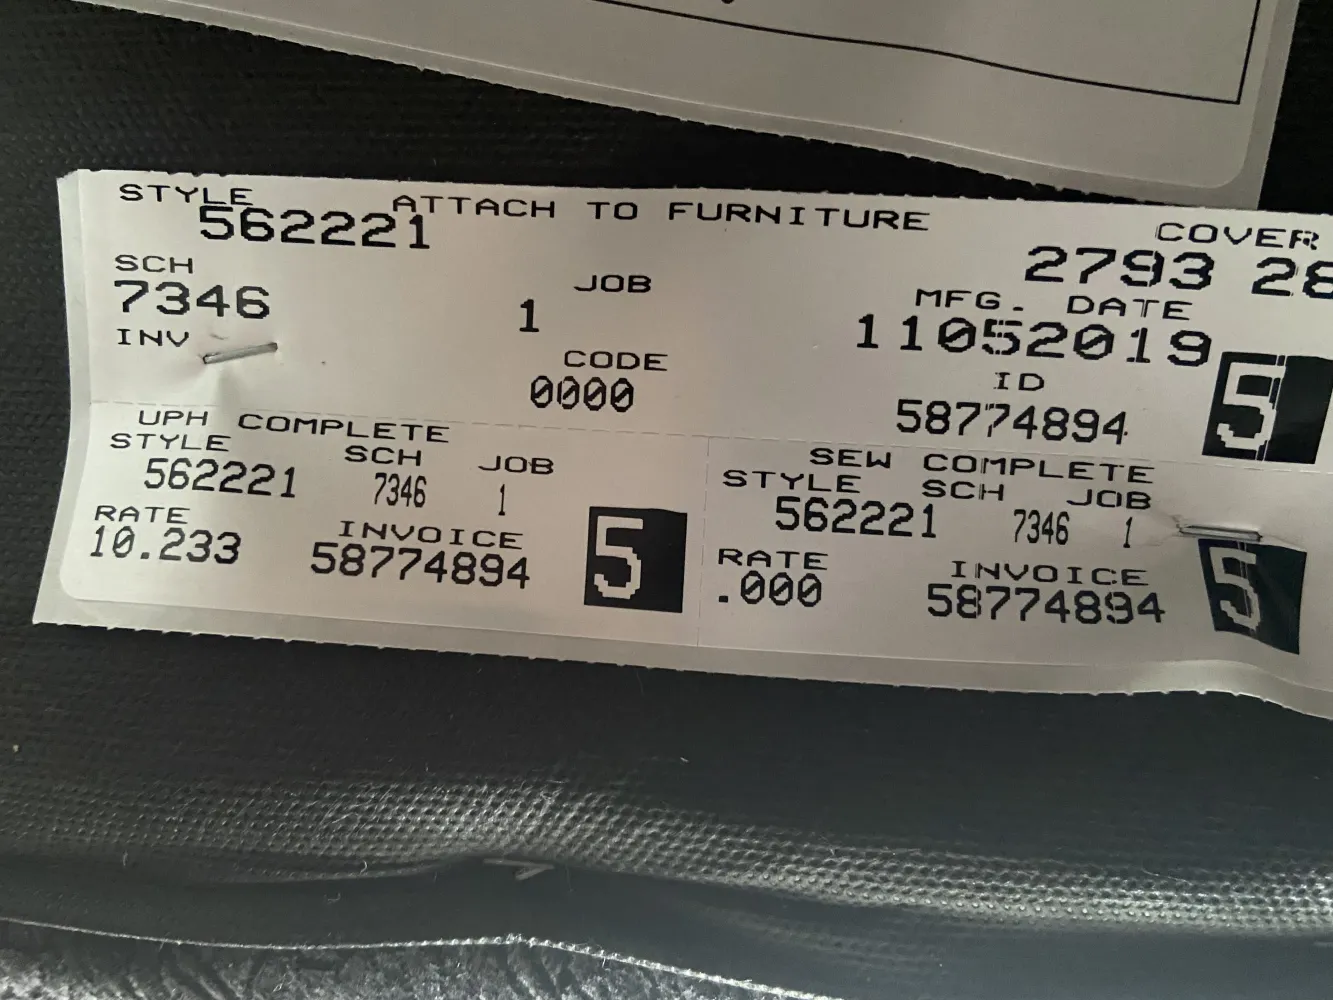 STYLE ATTACH TO FURNITURE COVER
562221 2793 28
SCH JOB MFG. DATE
7346 1 11052019
INV CODE ID
0000 58774894 5
UPH COMPLETE
STYLE SCH JOB
562221 7346 1
RATE INVOICE
10.233 58774894 5
SEW COMPLETE
STYLE SCH JOB
562221 7346 1
RATE INVOICE
.000 58774894 5